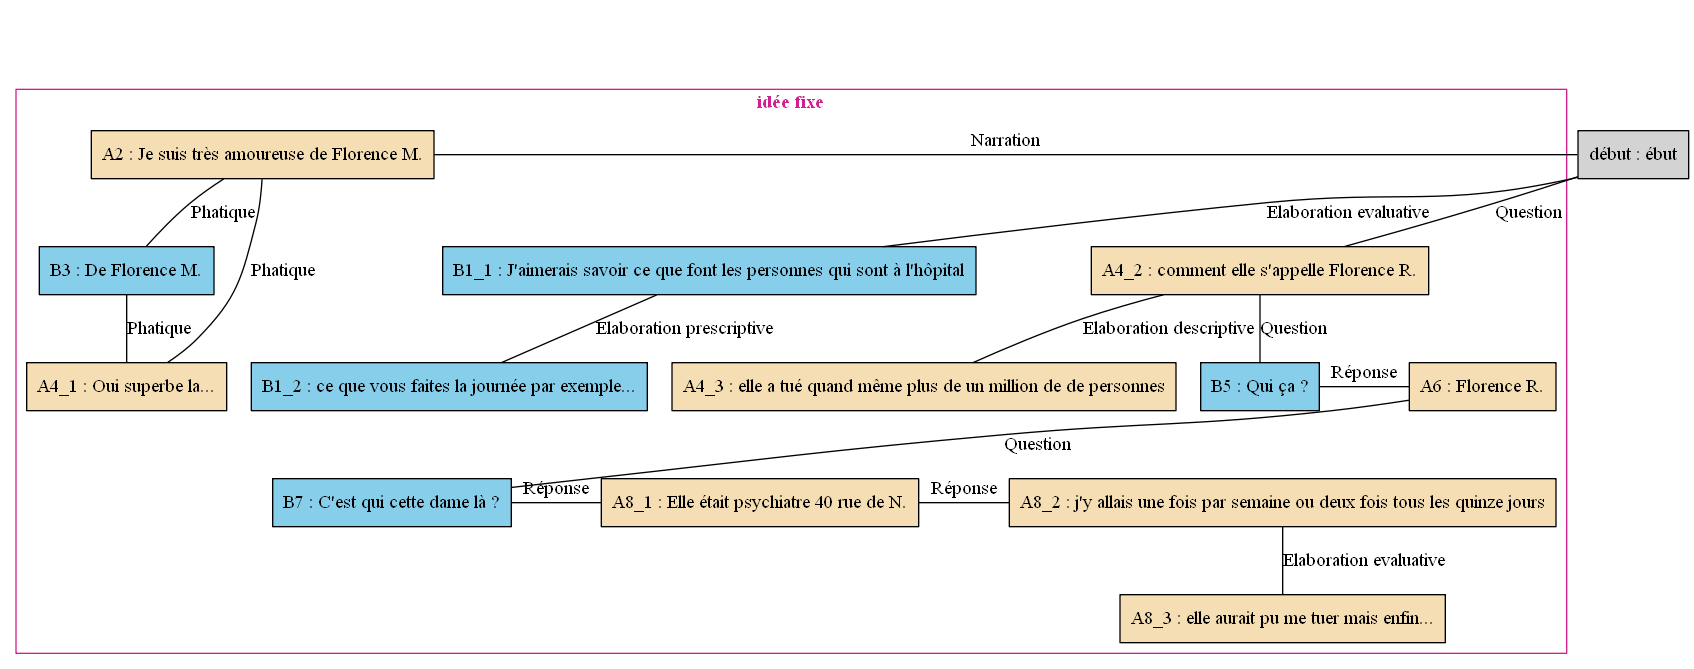 idée fixe
Narration
A2 : Je suis très amoureuse de Florence M.
début : ébut
Phatique
Elaboration evaluative
Question
B3 : De Florence M.
Phatique
B1_1 : J'aimerais savoir ce que font les personnes qui sont à l'hôpital
A4_2 : comment elle s'appelle Florence R.
Phatique
Elaboration prescriptive
Elaboration descriptive
Question
A4_1 : Oui superbe la...
B1_2 : ce que vous faites la journée par exemple...
A4_3 : elle a tué quand même plus de un million de de personnes
B5 : Qui ça ?
Réponse
A6 : Florence R.
Question
B7 : C'est qui cette dame là ?
Réponse
A8_1 : Elle était psychiatre 40 rue de N.
Réponse
A8_2 : j'y allais une fois par semaine ou deux fois tous les quinze jours
Elaboration evaluative
A8_3 : elle aurait pu me tuer mais enfin...